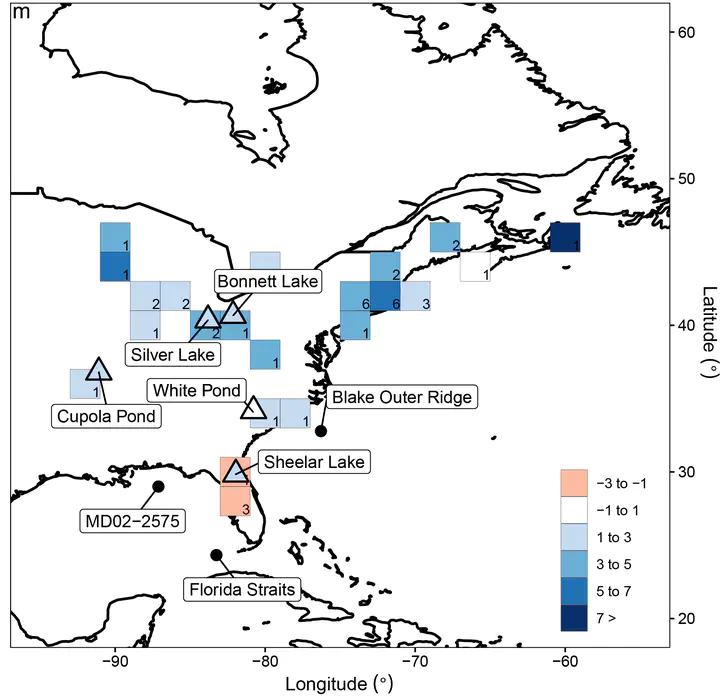 m
60
50
1
2
1
1
2
1
Bonnett Lake
2
2
6
6
3
1
2
1
1
40
Silver Lake
1
1
White Pond
Blake Outer Ridge
Cupola Pond
1
1
Sheelar Lake
1
30
3
MD02−2575
Florida Straits
20
−3 to −1
−1 to 1
1 to 3
3 to 5
5 to 7
7 >
−90
−80
−70
−60
Longitude (°)
Latitude (°)